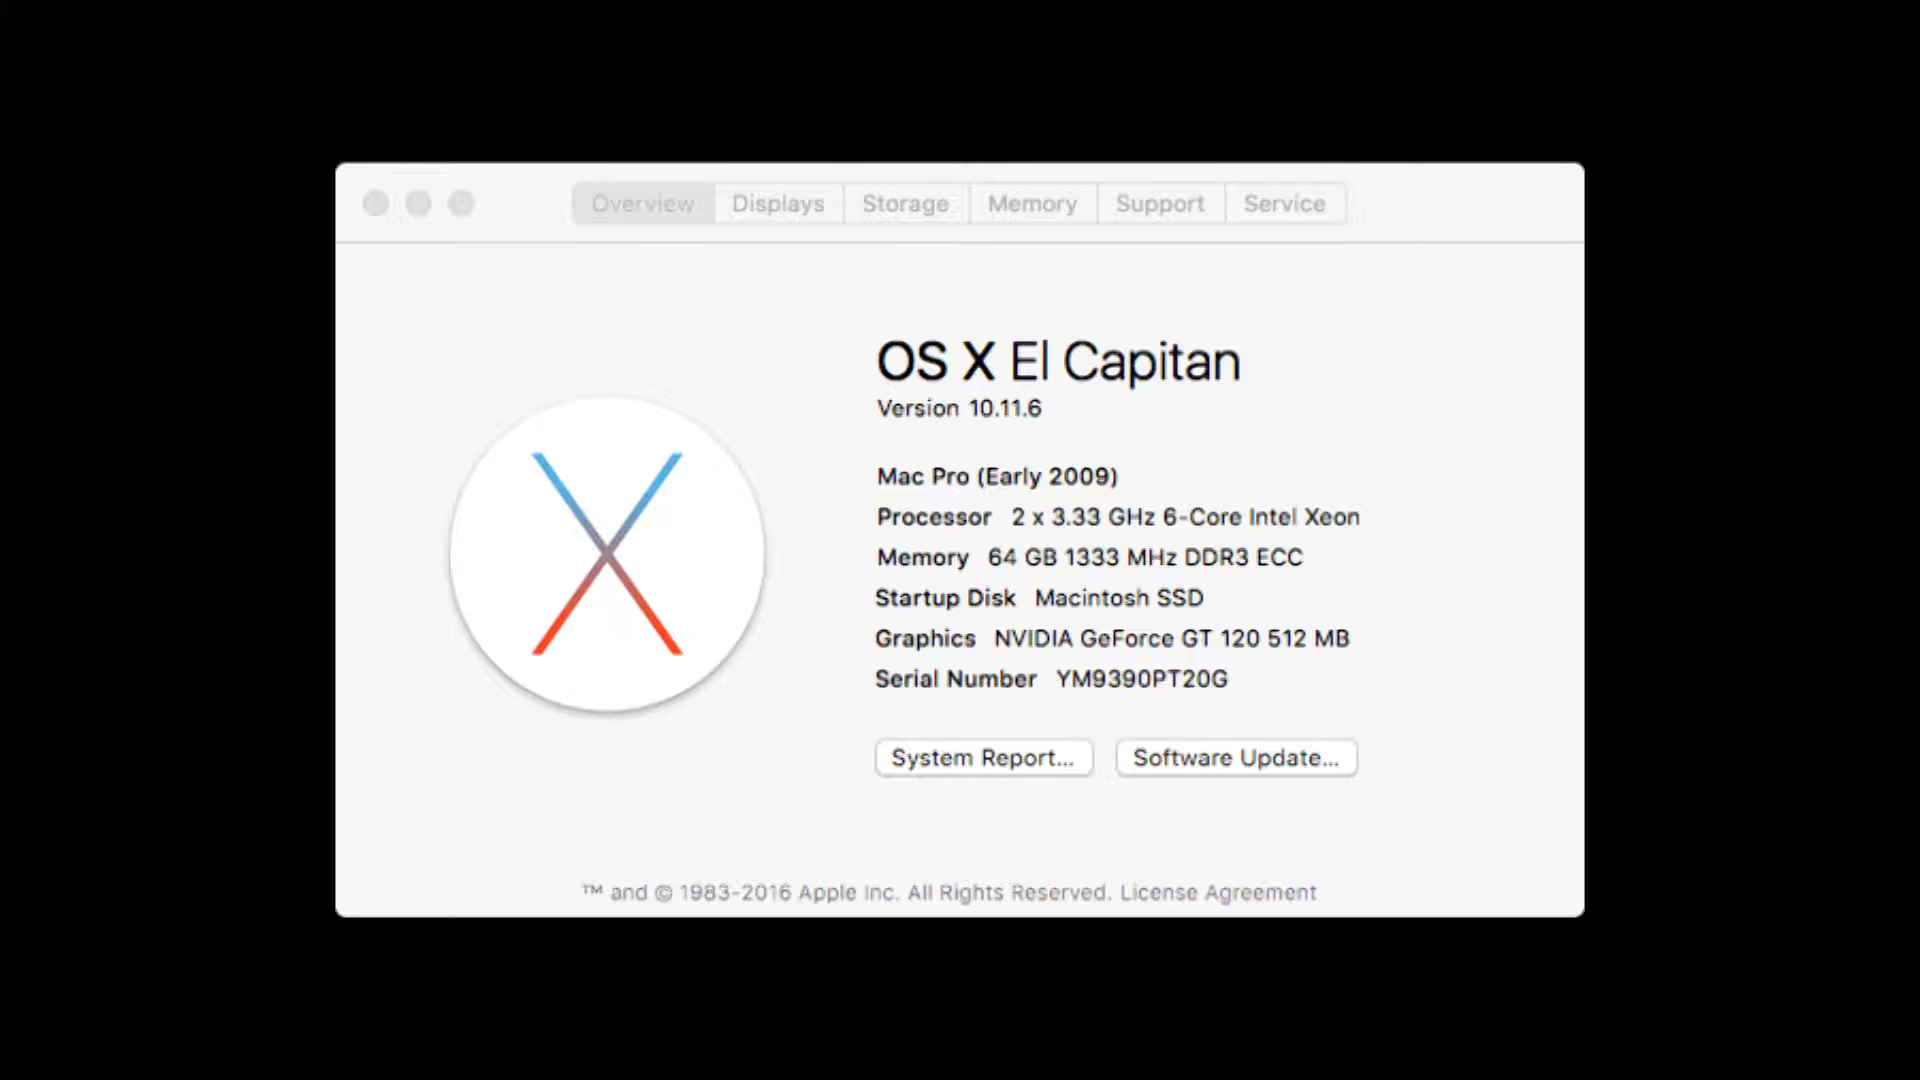 Overview Displays Storage Memory Support Service
OS X El Capitan
Version 10.11.6
Mac Pro (Early 2009)
Processor 2 x 3.33 GHz 6-Core Intel Xeon
Memory 64 GB 1333 MHz DDR3 ECC
Startup Disk Macintosh SSD
Graphics NVIDIA GeForce GT 120 512 MB
Serial Number YM9390PT20G
System Report... Software Update...
™ and © 1983-2016 Apple Inc. All Rights Reserved. License Agreement